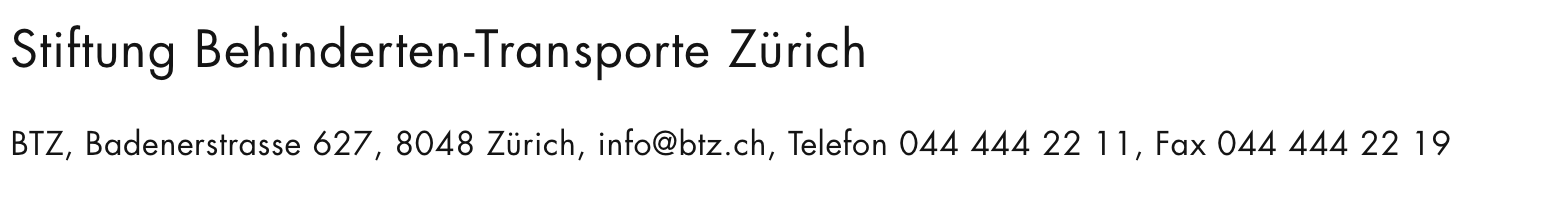 Stiftung Behinderten-Transporte Zürich
BTZ, Badenerstrasse 627, 8048 Zürich, info@btz.ch, Telefon 044 444 22 11, Fax 044 444 22 19